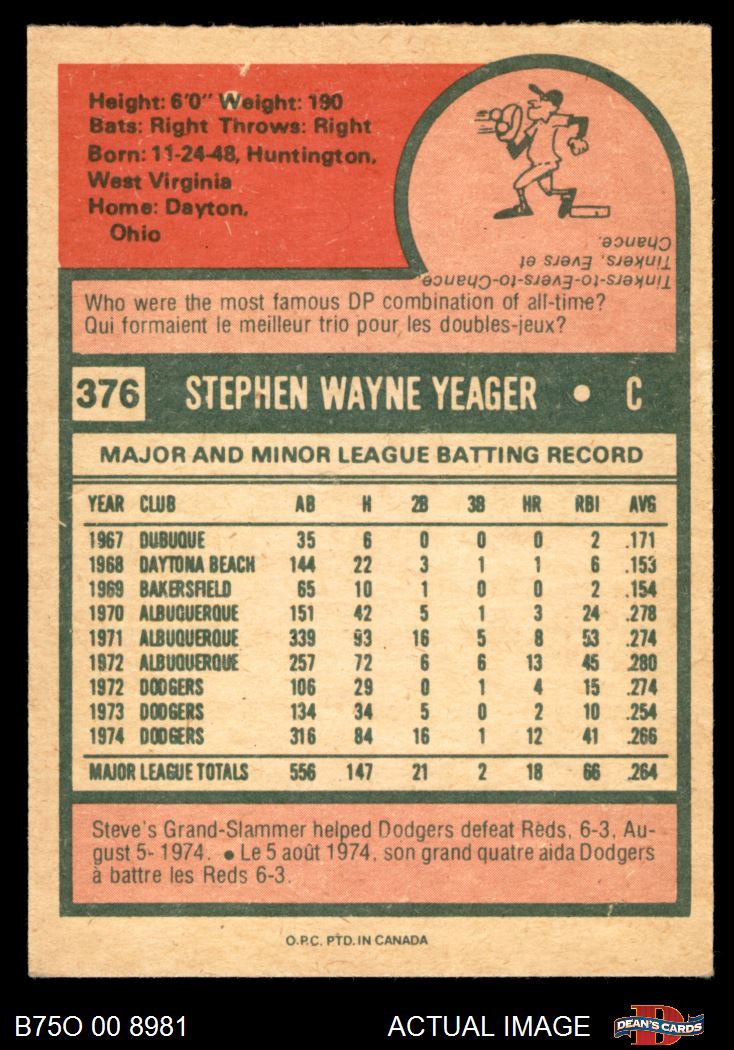 Height: 6'0" Weight: 190
Bats: Right Throws: Right
Born: 11-24-48, Huntington,
West Virginia
Home: Dayton,
Ohio
Tinkers-to-Evers-to-Chance
Tinkers, Evers et
Chance.
Who were the most famous DP combination of all-time?
Qui formaient le meilleur trio pour les doubles-jeux?
376 STEPHEN WAYNE YEAGER • C
MAJOR AND MINOR LEAGUE BATTING RECORD
YEAR CLUB AB H 2B 3B HR RBI AVG
1967 DUBUQUE 35 6 0 0 0 2 .171
1968 DAYTONA BEACH 144 22 3 1 1 6 .153
1969 BAKERSFIELD 65 10 1 0 0 2 .154
1970 ALBUQUERQUE 151 42 5 1 3 24 .278
1971 ALBUQUERQUE 339 93 16 5 8 53 .274
1972 ALBUQUERQUE 257 72 6 6 13 45 .280
1972 DODGERS 106 29 0 1 4 15 .274
1973 DODGERS 134 34 5 0 2 10 .254
1974 DODGERS 316 84 16 1 12 41 .266
MAJOR LEAGUE TOTALS 556 147 21 2 18 66 .264
Steve's Grand-Slammer helped Dodgers defeat Reds, 6-3, Au-
gust 5- 1974. • Le 5 août 1974, son grand quatre aida Dodgers
à battre les Reds 6-3.
O.P.C. PTD. IN CANADA
B75O 00 8981 ACTUAL IMAGE D DEAN'S CARDS